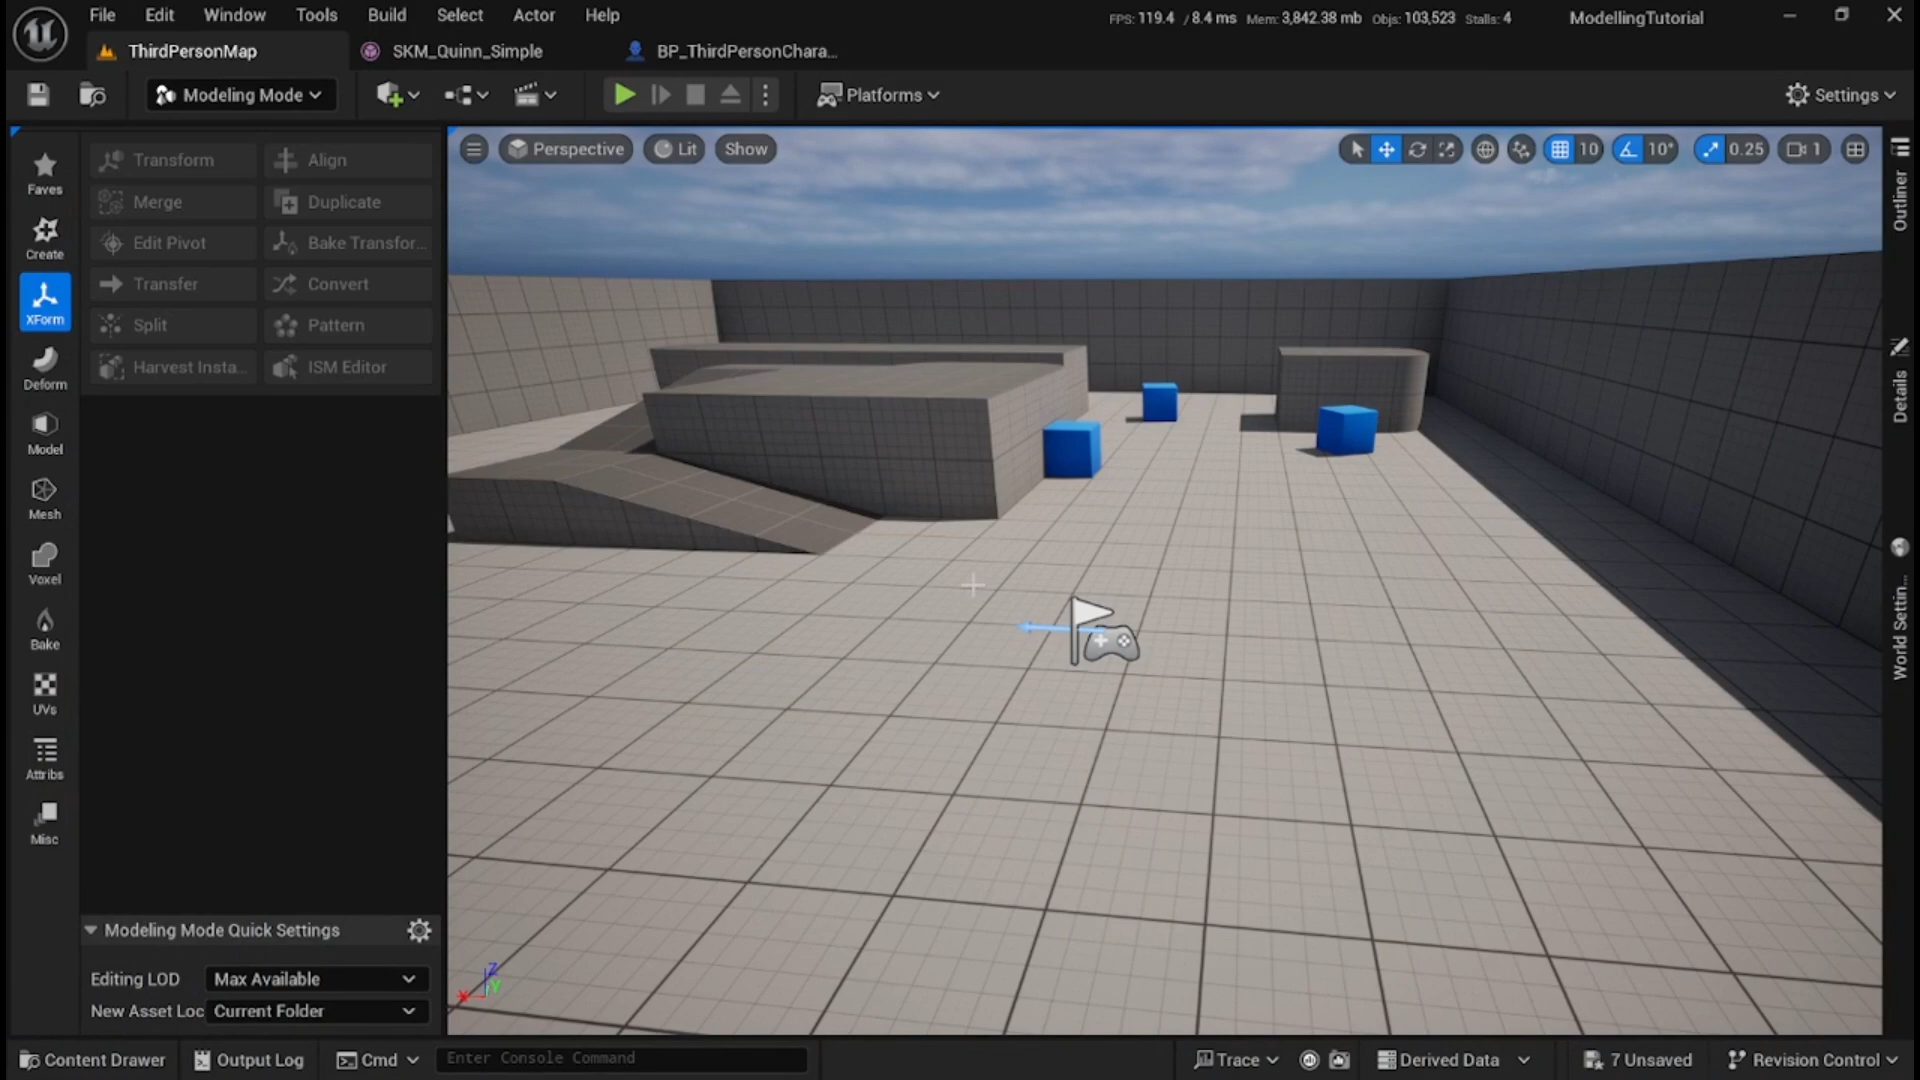 File Edit Window Tools Build Select Actor Help
FPS: 119.4 / 8.4 ms Mem: 3,842.38 mb Objs: 103,523 Stalls: 4
ModellingTutorial
ThirdPersonMap
SKM_Quinn_Simple
BP_ThirdPersonChara...
Modeling Mode
Platforms
Settings
Faves
Create
XForm
Deform
Model
Mesh
Voxel
Bake
UVs
Attribs
Misc
Transform Align
Merge Duplicate
Edit Pivot Bake Transfor...
Transfer Convert
Split Pattern
Harvest Insta... ISM Editor
Perspective Lit Show
10 10° 0.25 1
Outliner
Details
World Settin...
Z
Y
X
Modeling Mode Quick Settings
Editing LOD Max Available
New Asset Loc Current Folder
Content Drawer Output Log Cmd Enter Console Command
Trace Derived Data 7 Unsaved Revision Control